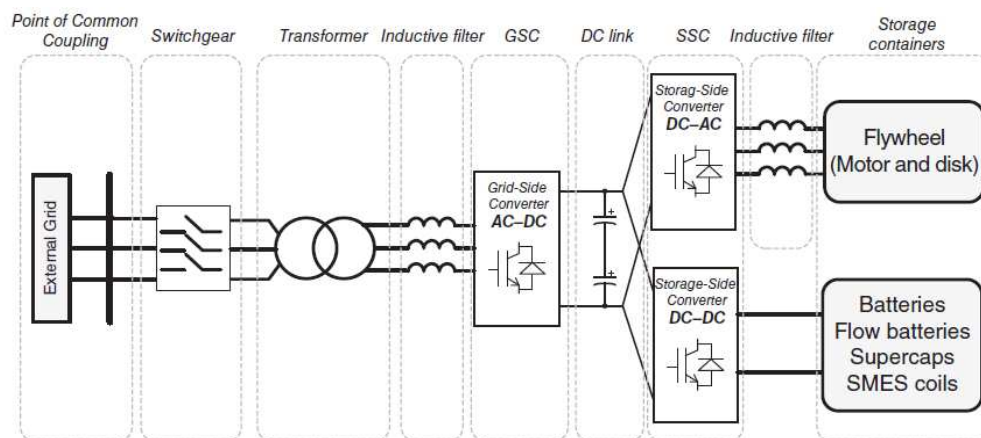 Point of Common
Coupling
Switchgear
Transformer
Inductive filter
GSC
DC link
SSC
Inductive filter
Storage
containers
External Grid
Grid-Side
Converter
AC–DC
+
+
Storag-Side
Converter
DC–AC
Flywheel
(Motor and disk)
Storage-Side
Converter
DC–DC
Batteries
Flow batteries
Supercaps
SMES coils